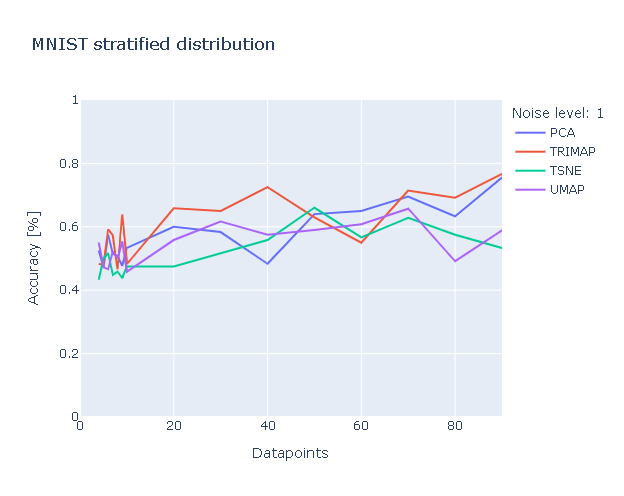 MNIST stratified distribution
Noise level: 1
PCA
TRIMAP
TSNE
UMAP
Accuracy [%]
1
0.8
0.6
0.4
0.2
0
0
20
40
60
80
Datapoints